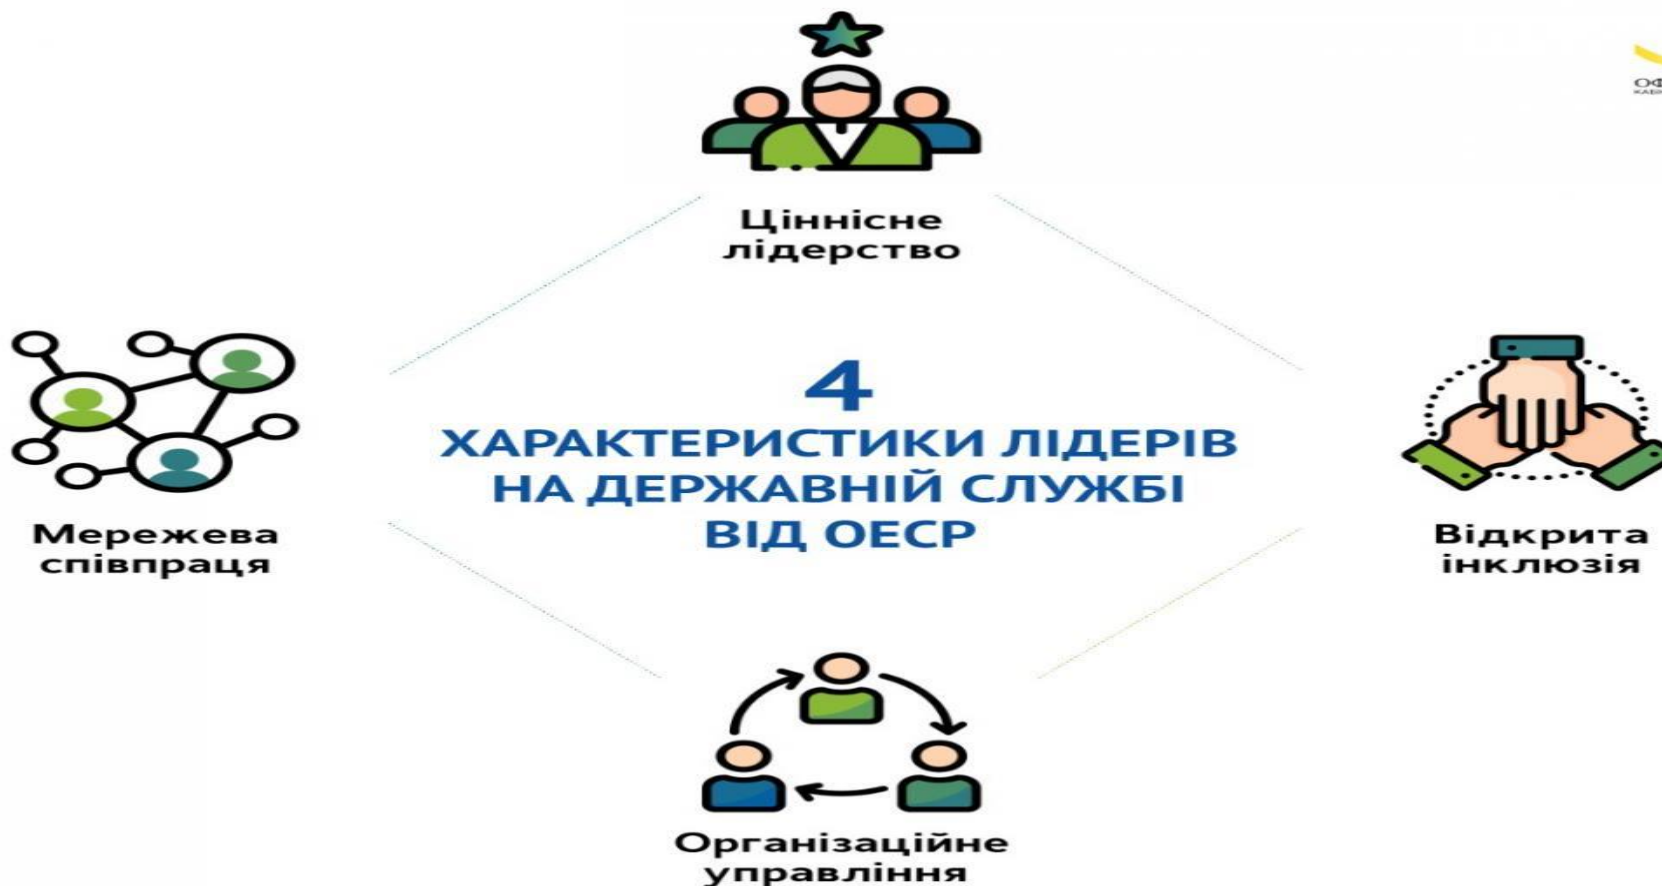 Ціннісне
лідерство
4
ХАРАКТЕРИСТИКИ ЛІДЕРІВ
НА ДЕРЖАВНІЙ СЛУЖБІ
ВІД ОЕСР
Мережева
співпраця
Відкрита
інклюзія
Організаційне
управління